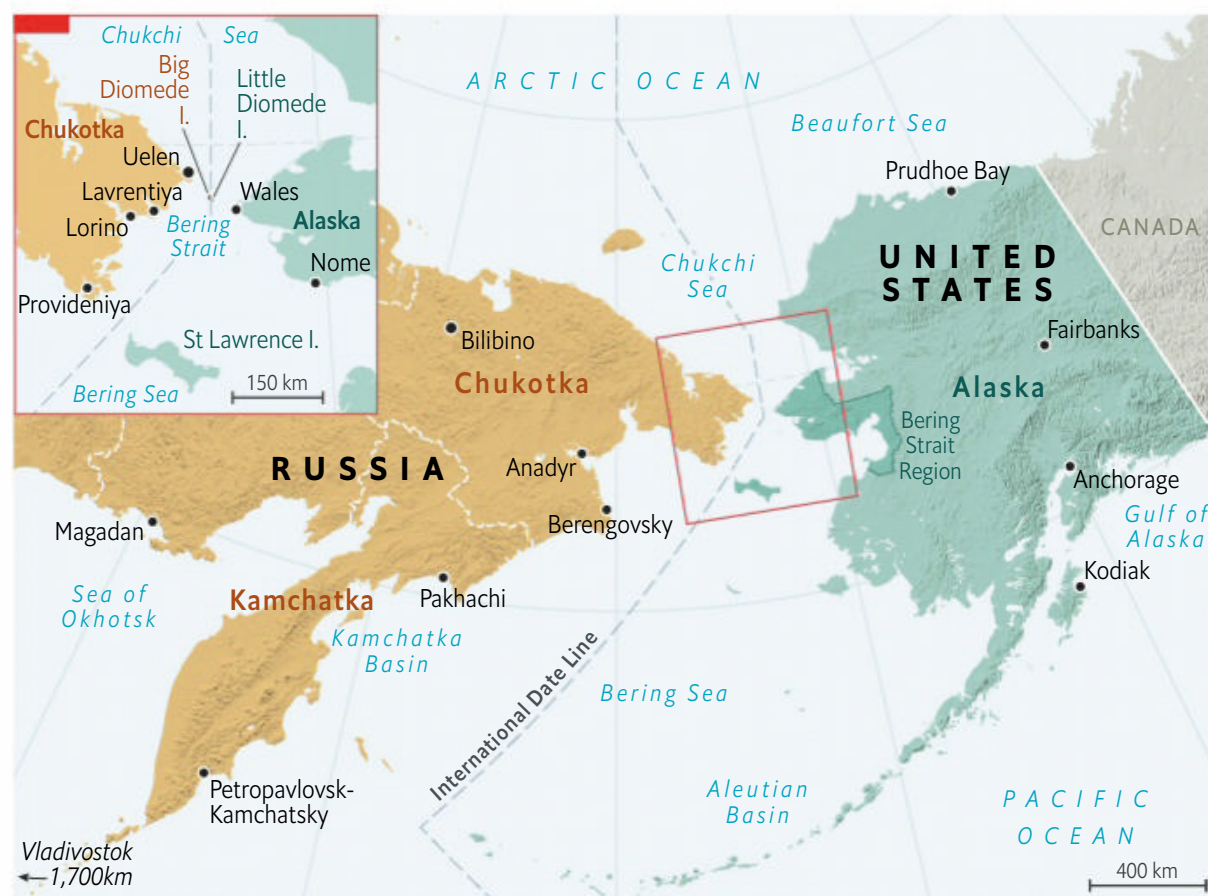 Chukchi Sea
Big
Diomede
I.
Little
Diomede
I.
Chukotka
Uelen
Lavrentiya
Wales
Lorino
Bering
Strait
Alaska
Nome
Provideniya
St Lawrence I.
Bering Sea
150 km
ARCTIC OCEAN
Beaufort Sea
Prudhoe Bay
CANADA
UNITED
STATES
Chukchi
Sea
Fairbanks
Bilibino
Chukotka
Alaska
Bering
Strait
Region
RUSSIA
Anadyr
Anchorage
Berengovsky
Magadan
Gulf of
Alaska
Kodiak
Pakhachi
Sea of
Okhotsk
Kamchatka
Kamchatka
Basin
International Date Line
Bering Sea
Petropavlovsk-
Kamchatsky
Aleutian
Basin
PACIFIC
OCEAN
Vladivostok
1,700km
400 km